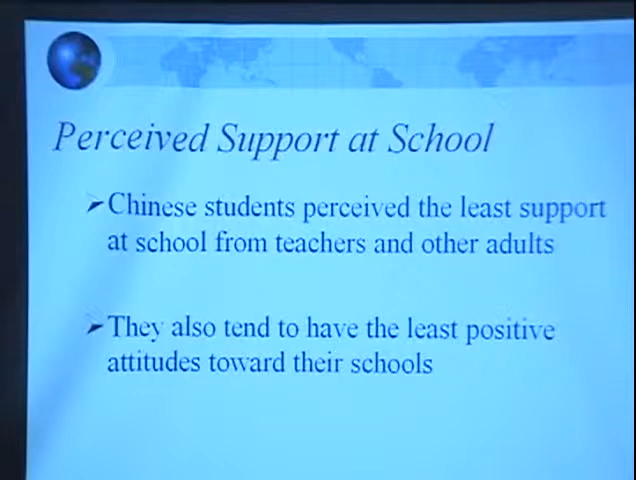 Perceived Support at School
Chinese students perceived the least support
at school from teachers and other adults
They also tend to have the least positive
attitudes toward their schools